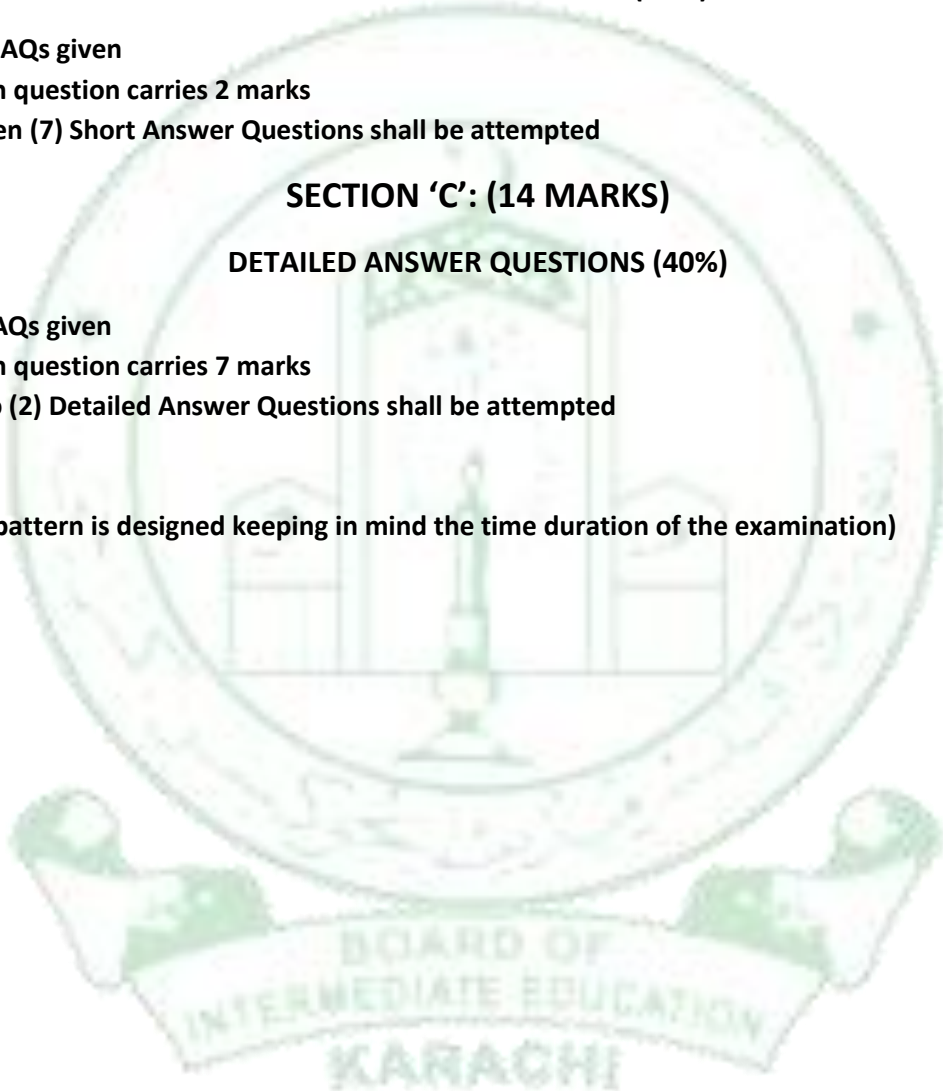 AQs given
n question carries 2 marks
en (7) Short Answer Questions shall be attempted
SECTION ‘C’: (14 MARKS)
DETAILED ANSWER QUESTIONS (40%)
AQs given
n question carries 7 marks
o (2) Detailed Answer Questions shall be attempted
pattern is designed keeping in mind the time duration of the examination)
BOARD OF
INTERMEDIATE EDUCATION
KARACHI